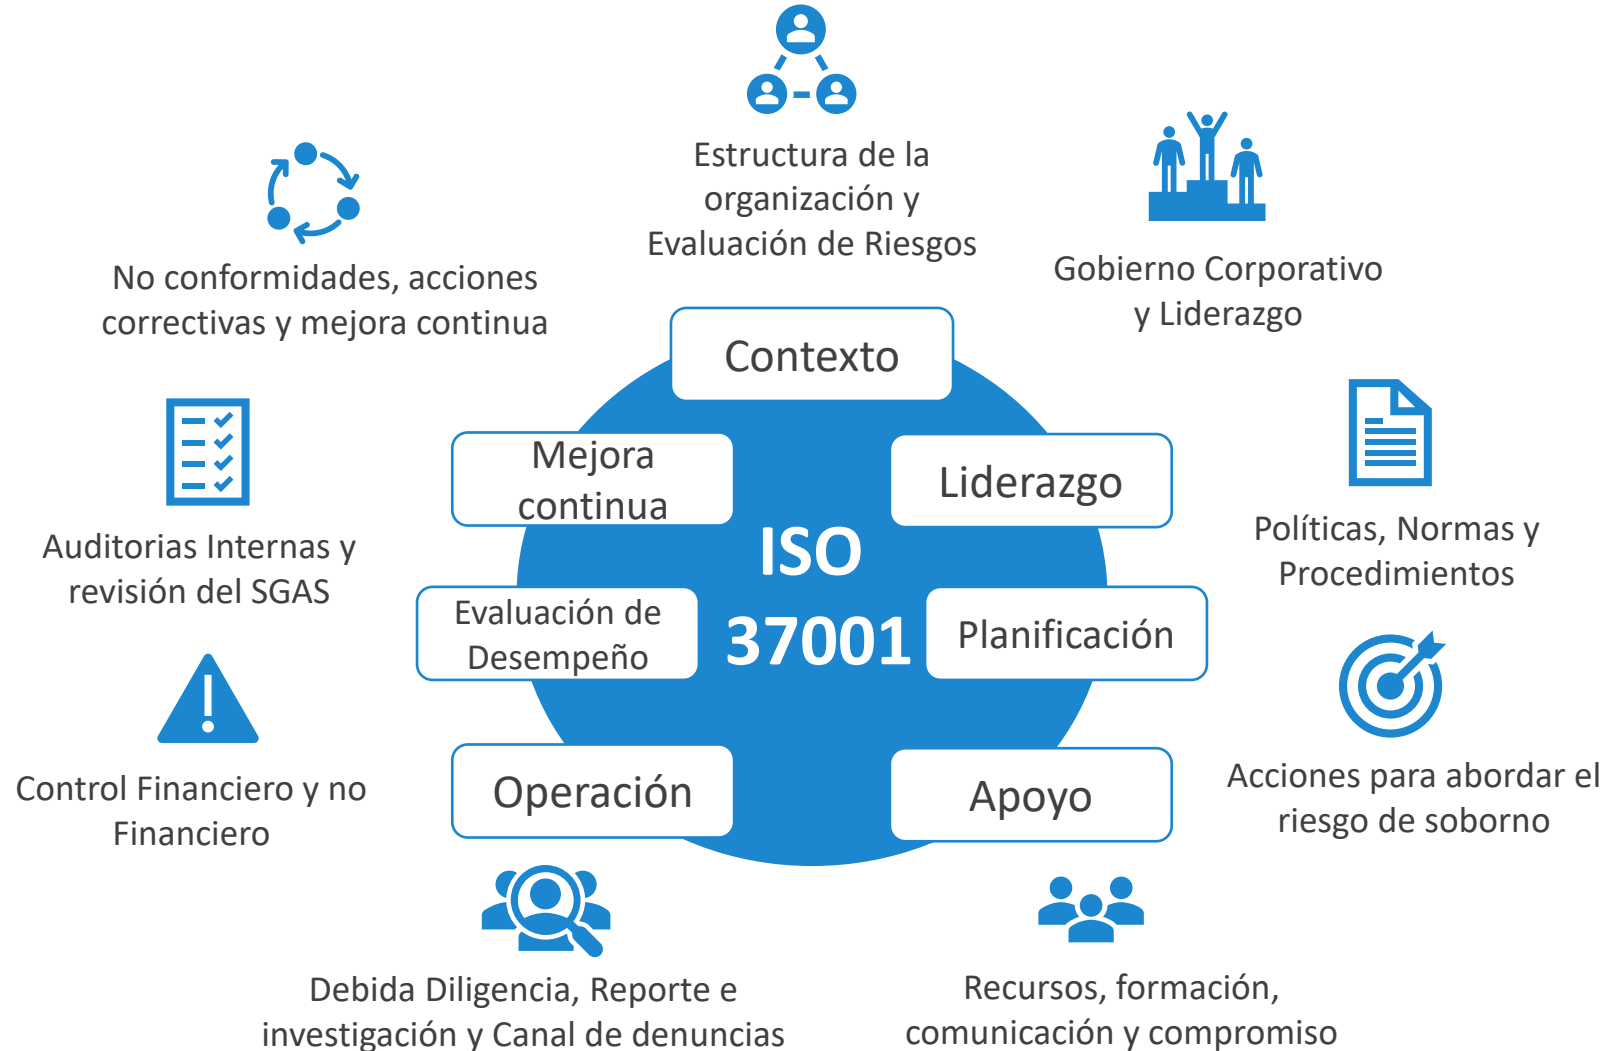 Estructura de la
organización y
Evaluación de Riesgos
Gobierno Corporativo
y Liderazgo
No conformidades, acciones
correctivas y mejora continua
Contexto
Mejora
continua
Liderazgo
Políticas, Normas y
Procedimientos
Auditorias Internas y
revisión del SGAS
ISO
37001
Evaluación de
Desempeño
Planificación
Control Financiero y no
Financiero
Operación
Apoyo
Acciones para abordar el
riesgo de soborno
Debida Diligencia, Reporte e
investigación y Canal de denuncias
Recursos, formación,
comunicación y compromiso